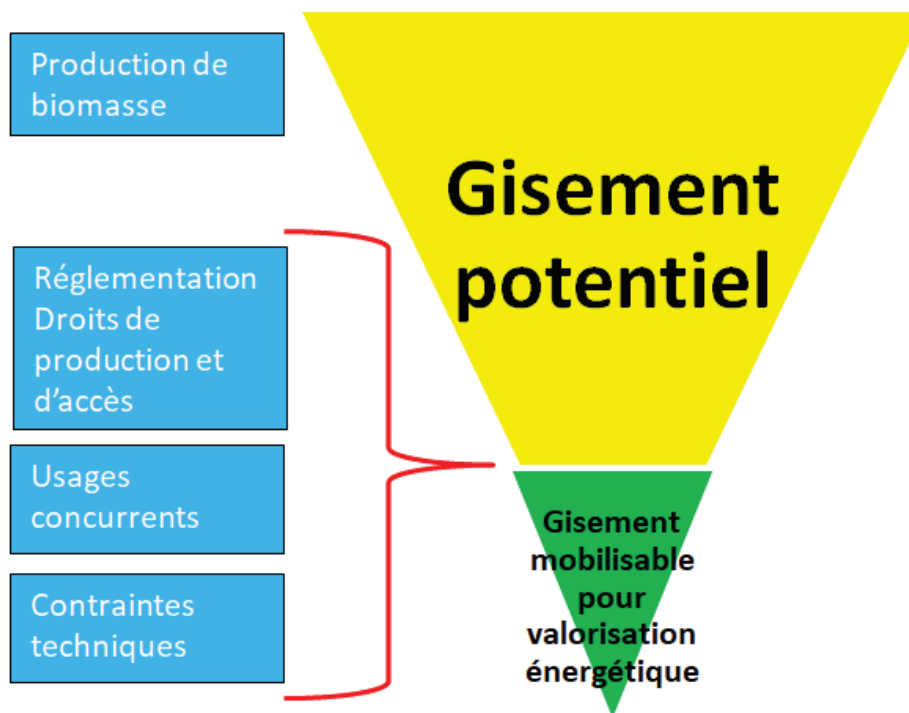 Production de
biomasse
Gisement
potentiel
Réglementation
Droits de
production et
d'accès
Usages
concurrents
Contraintes
techniques
Gisement
mobilisable
pour
valorisation
énergétique